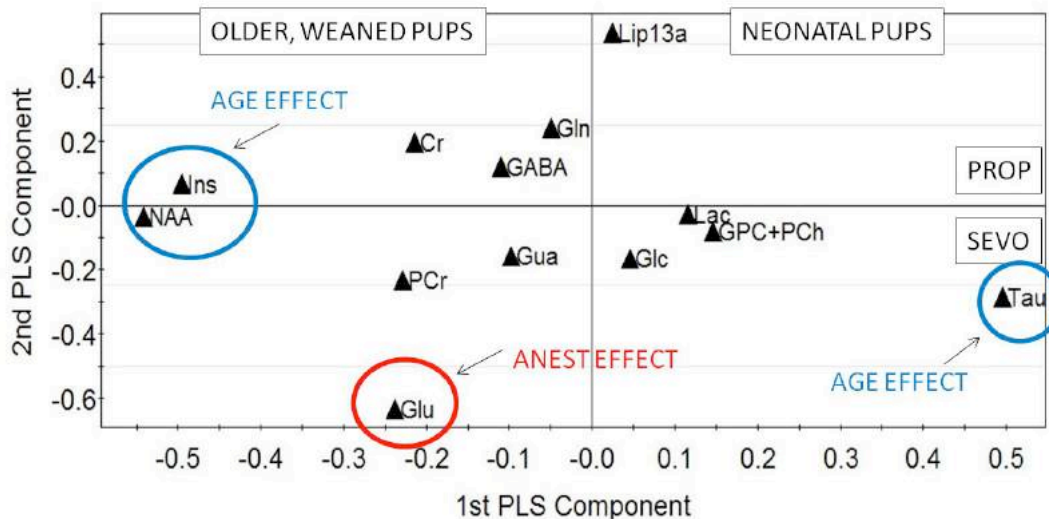 OLDER, WEANED PUPS
NEONATAL PUPS
Lip13a
0.4
AGE EFFECT
Gln
0.2
Cr
GABA
PROP
Ins
-0.0
NAA
Lac
GPC+PCh
SEVO
Gua
Glc
-0.2
PCr
Tau
-0.4
ANEST EFFECT
AGE EFFECT
-0.6
Glu
2nd PLS Component
-0.5 -0.4 -0.3 -0.2 -0.1 -0.0 0.1 0.2 0.3 0.4 0.5
1st PLS Component